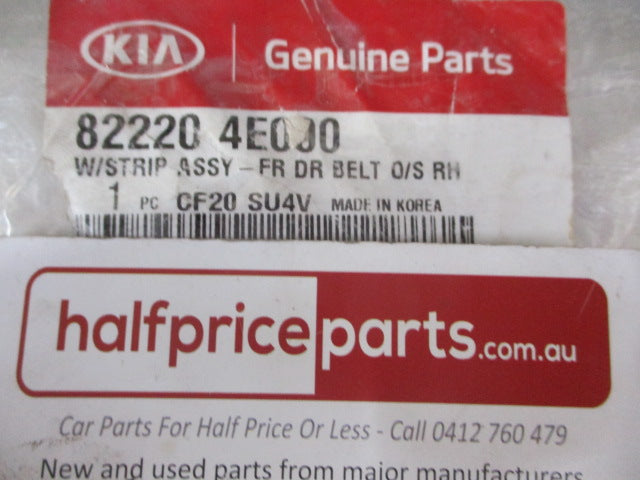 KIA Genuine Parts
82220 4E000
W/STRIP ASSY - FR DR BELT O/S RH
1 PC CF20 SU4V MADE IN KOREA
halfpriceparts.com.au
Car Parts For Half Price Or Less - Call 0412 760 479
New and used parts from major manufacturers